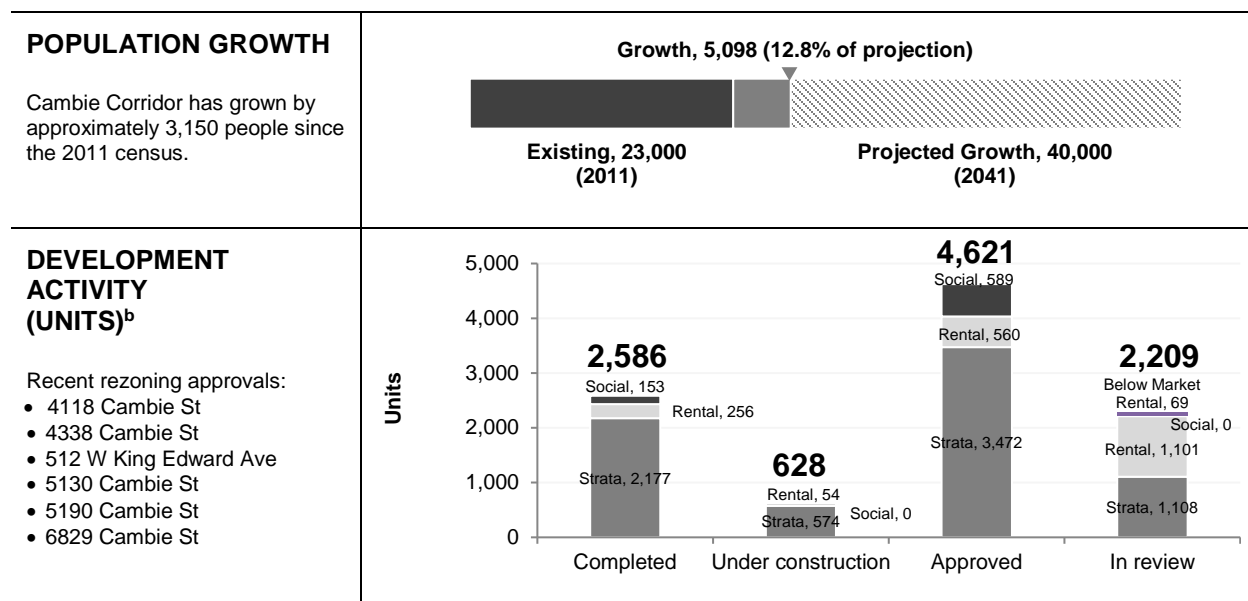 POPULATION GROWTH
Cambie Corridor has grown by
approximately 3,150 people since
the 2011 census.
Growth, 5,098 (12.8% of projection)
Existing, 23,000
(2011)
Projected Growth, 40,000
(2041)
DEVELOPMENT
ACTIVITY
(UNITS)b
Recent rezoning approvals:
• 4118 Cambie St
• 4338 Cambie St
• 512 W King Edward Ave
• 5130 Cambie St
• 5190 Cambie St
• 6829 Cambie St
Units
5,000
4,000
3,000
2,000
1,000
0
2,586
Social, 153
Rental, 256
Strata, 2,177
Completed
628
Rental, 54
Social, 0
Strata, 574
Under construction
4,621
Social, 589
Rental, 560
Strata, 3,472
Approved
2,209
Below Market
Rental, 69
Social, 0
Rental, 1,101
Strata, 1,108
In review